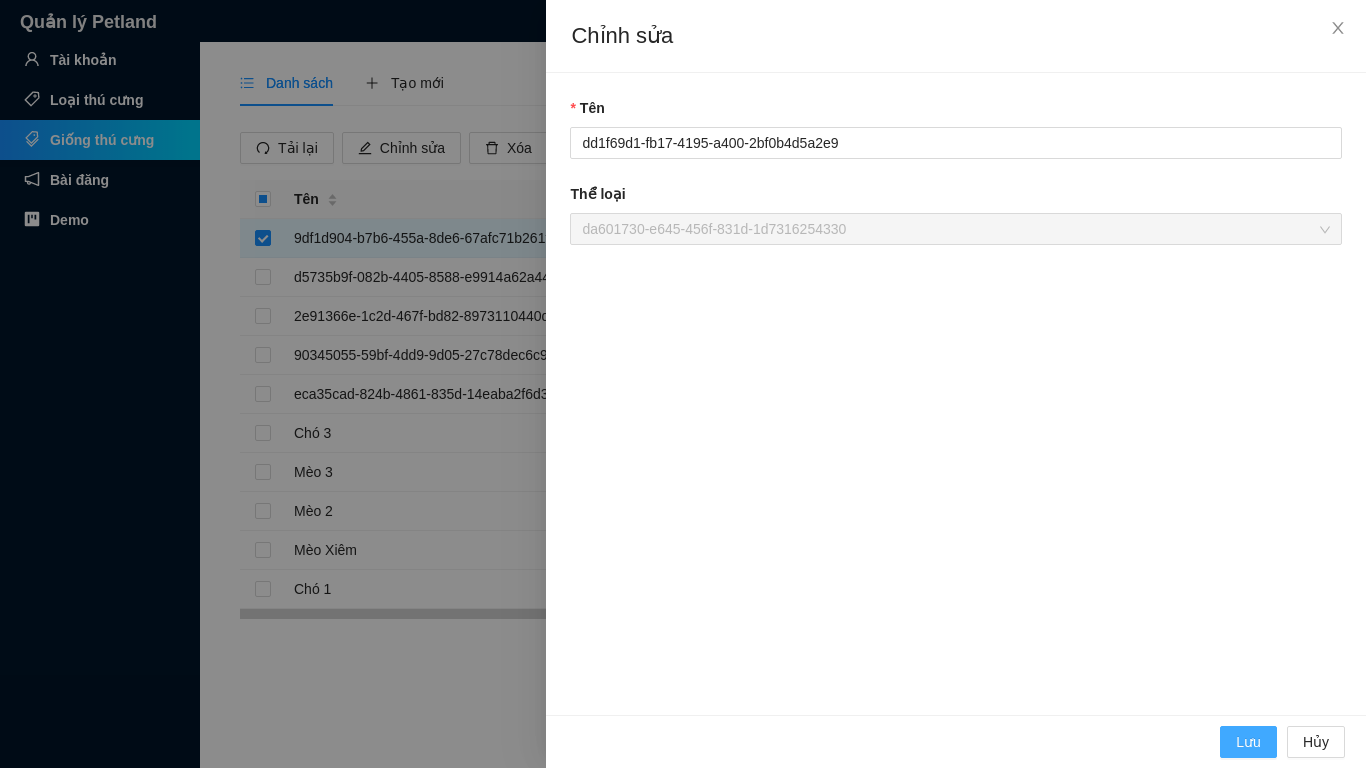 Quản lý Petland
Tài khoản
Loại thú cưng
Giống thú cưng
Bài đăng
Demo
Danh sách
Tạo mới
Tải lại
Chỉnh sửa
Xóa
Tên
9df1d904-b7b6-455a-8de6-67afc71b261
d5735b9f-082b-4405-8588-e9914a62a44
2e91366e-1c2d-467f-bd82-8973110440
90345055-59bf-4dd9-9d05-27c78dec6c9
eca35cad-824b-4861-835d-14eaba2f6d3
Chó 3
Mèo 3
Mèo 2
Mèo Xiêm
Chó 1
Chỉnh sửa
* Tên
dd1f69d1-fb17-4195-a400-2bf0b4d5a2e9
Thể loại
da601730-e645-456f-831d-1d7316254330
Lưu
Hủy